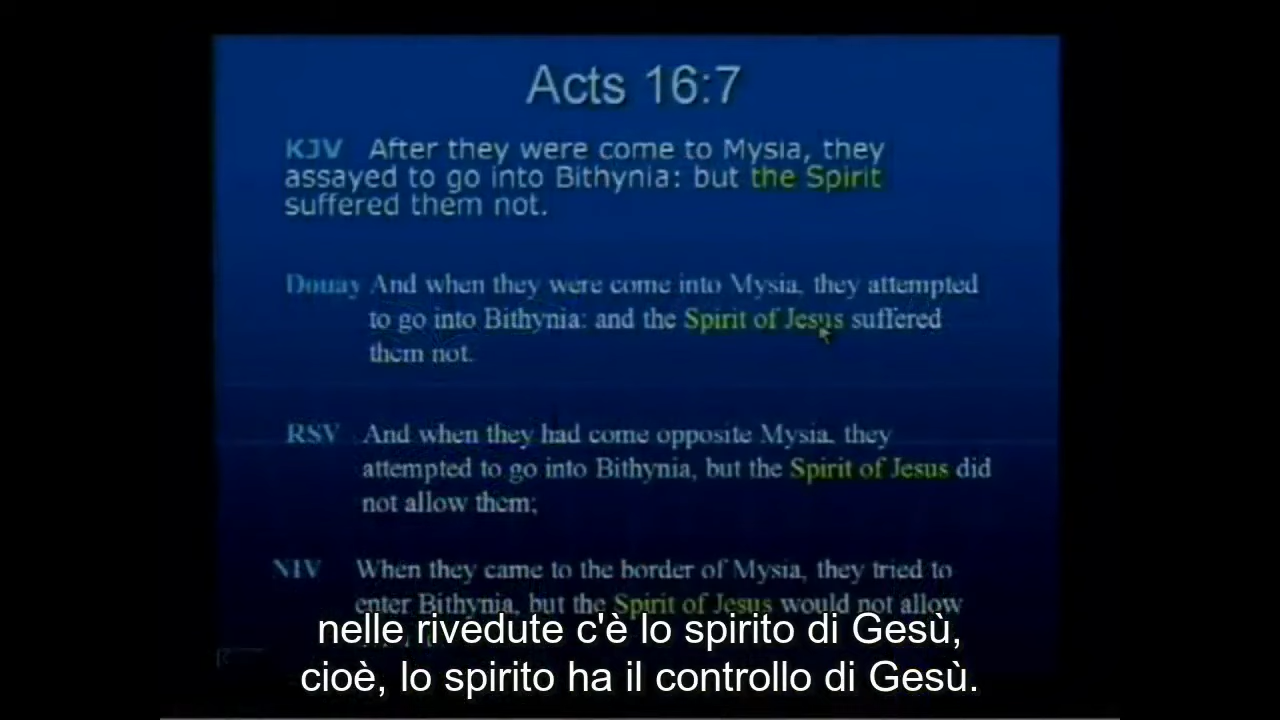 Acts 16:7
KJV After they were come to Mysia, they
assayed to go into Bithynia: but the Spirit
suffered them not.
Douay And when they were come into Mysia, they attempted
to go into Bithynia: and the Spirit of Jesus suffered
them not.
RSV And when they had come opposite Mysia, they
attempted to go into Bithynia, but the Spirit of Jesus did
not allow them;
NIV When they came to the border of Mysia, they tried to
enter Bithynia, but the Spirit of Jesus would not allow
nelle rivedute c'è lo spirito di Gesù,
cioè, lo spirito ha il controllo di Gesù.